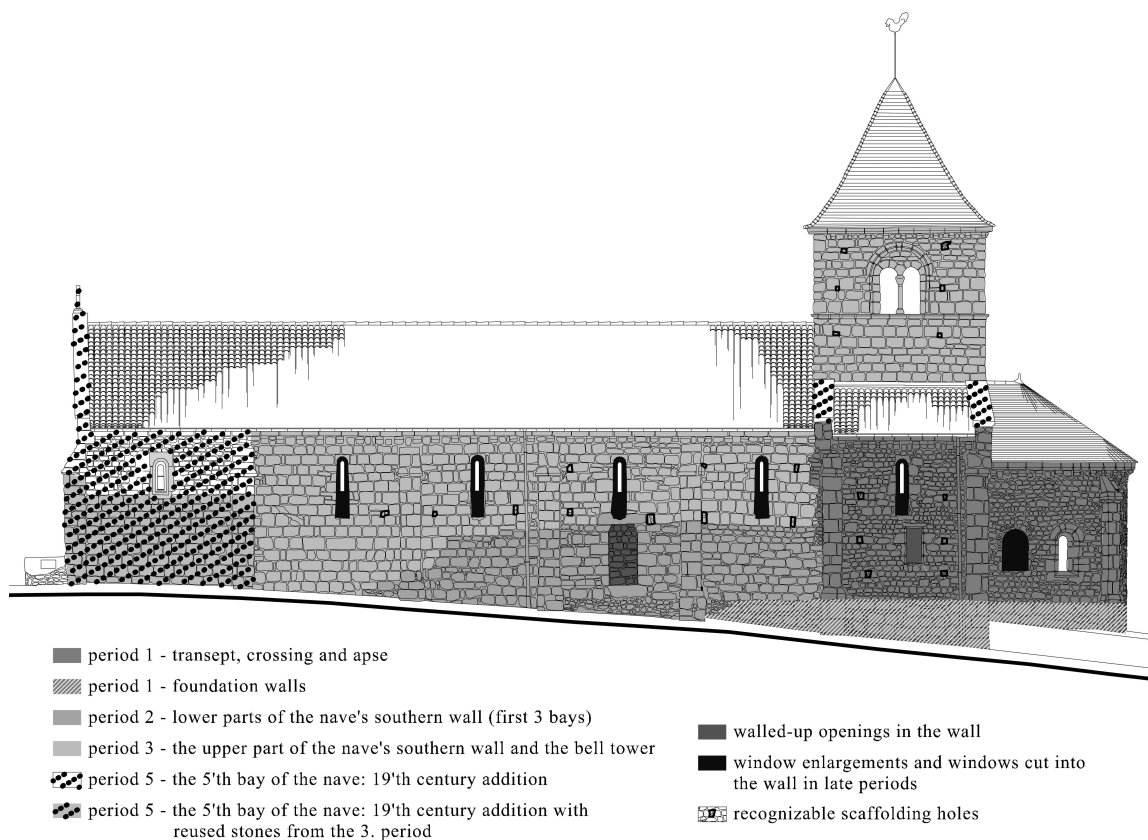 period 1 - transept, crossing and apse
period 1 - foundation walls
period 2 - lower parts of the nave's southern wall (first 3 bays)
period 3 - the upper part of the nave's southern wall and the bell tower
period 5 - the 5'th bay of the nave: 19'th century addition
period 5 - the 5'th bay of the nave: 19'th century addition with
reused stones from the 3. period
walled-up openings in the wall
window enlargements and windows cut into
the wall in late periods
recognizable scaffolding holes